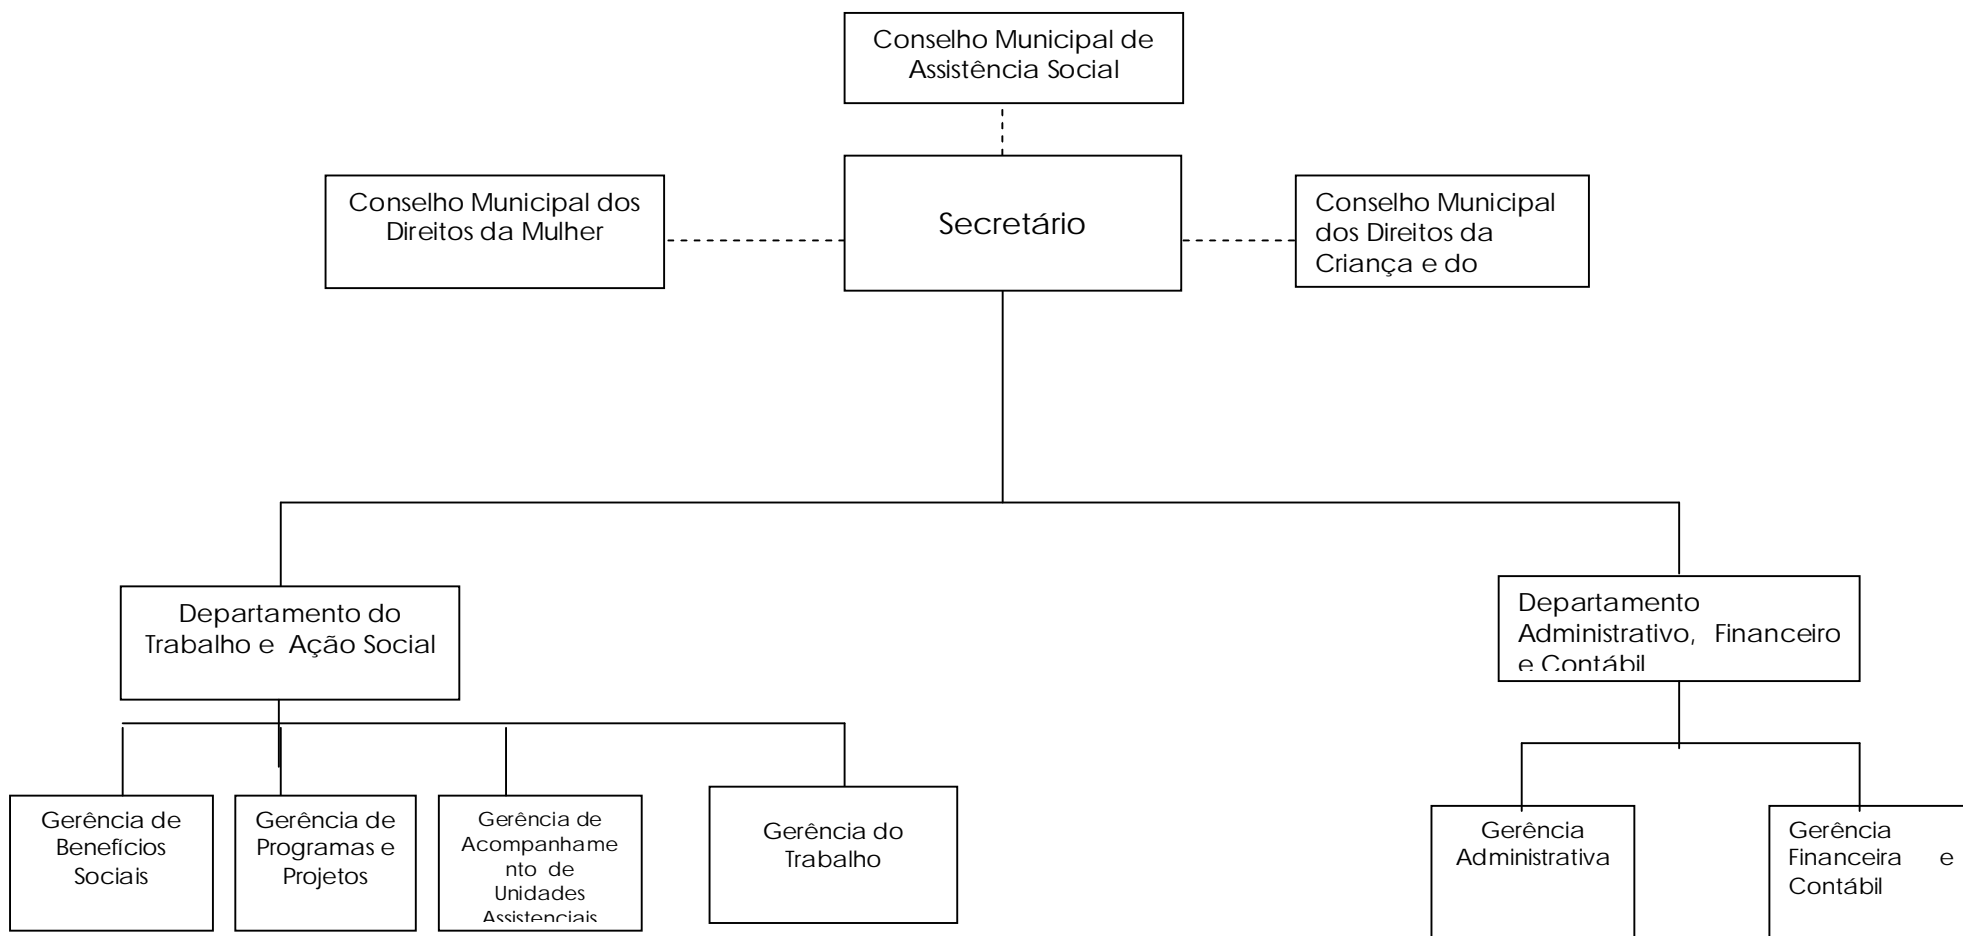 Conselho Municipal de
Assistência Social
Conselho Municipal dos
Direitos da Mulher
Secretário
Conselho Municipal
dos Direitos da
Criança e do
Departamento do
Trabalho e Ação Social
Departamento
Administrativo, Financeiro
e Contábil
Gerência de
Benefícios
Sociais
Gerência de
Programas e
Projetos
Gerência de
Acompanhame
nto de
Unidades
Assistenciais
Gerência do
Trabalho
Gerência
Administrativa
Gerência
Financeira e
Contábil